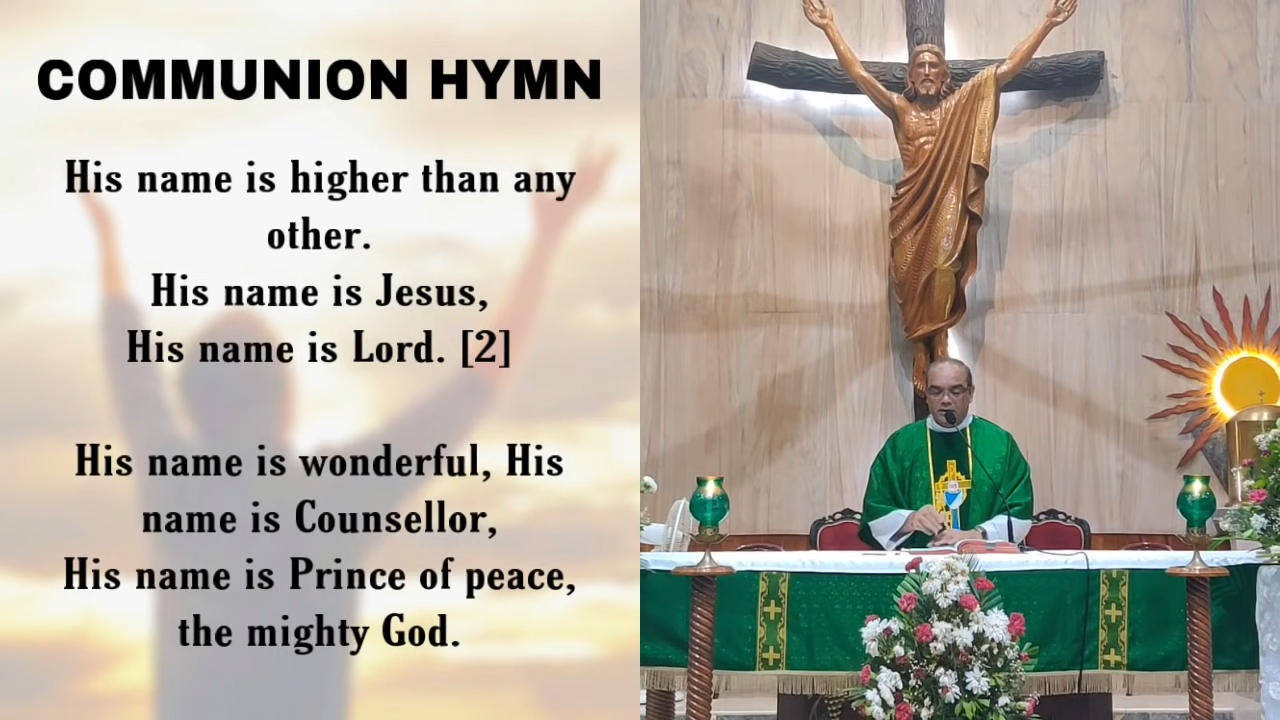 COMMUNION HYMN
His name is higher than any
other.
His name is Jesus,
His name is Lord. [2]
His name is wonderful, His
name is Counsellor,
His name is Prince of peace,
the mighty God.